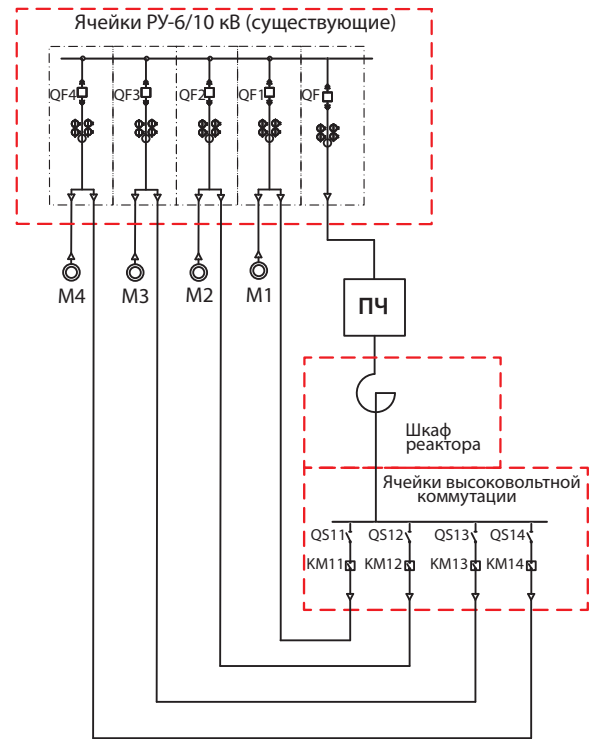 Ячейки РУ-6/10 кВ (существующие)
QF4 QF3 QF2 QF1 QF
M4 M3 M2 M1
ПЧ
Шкаф
реактора
Ячейки высоковольтной
коммутации
QS11 QS12 QS13 QS14
KM11 KM12 KM13 KM14